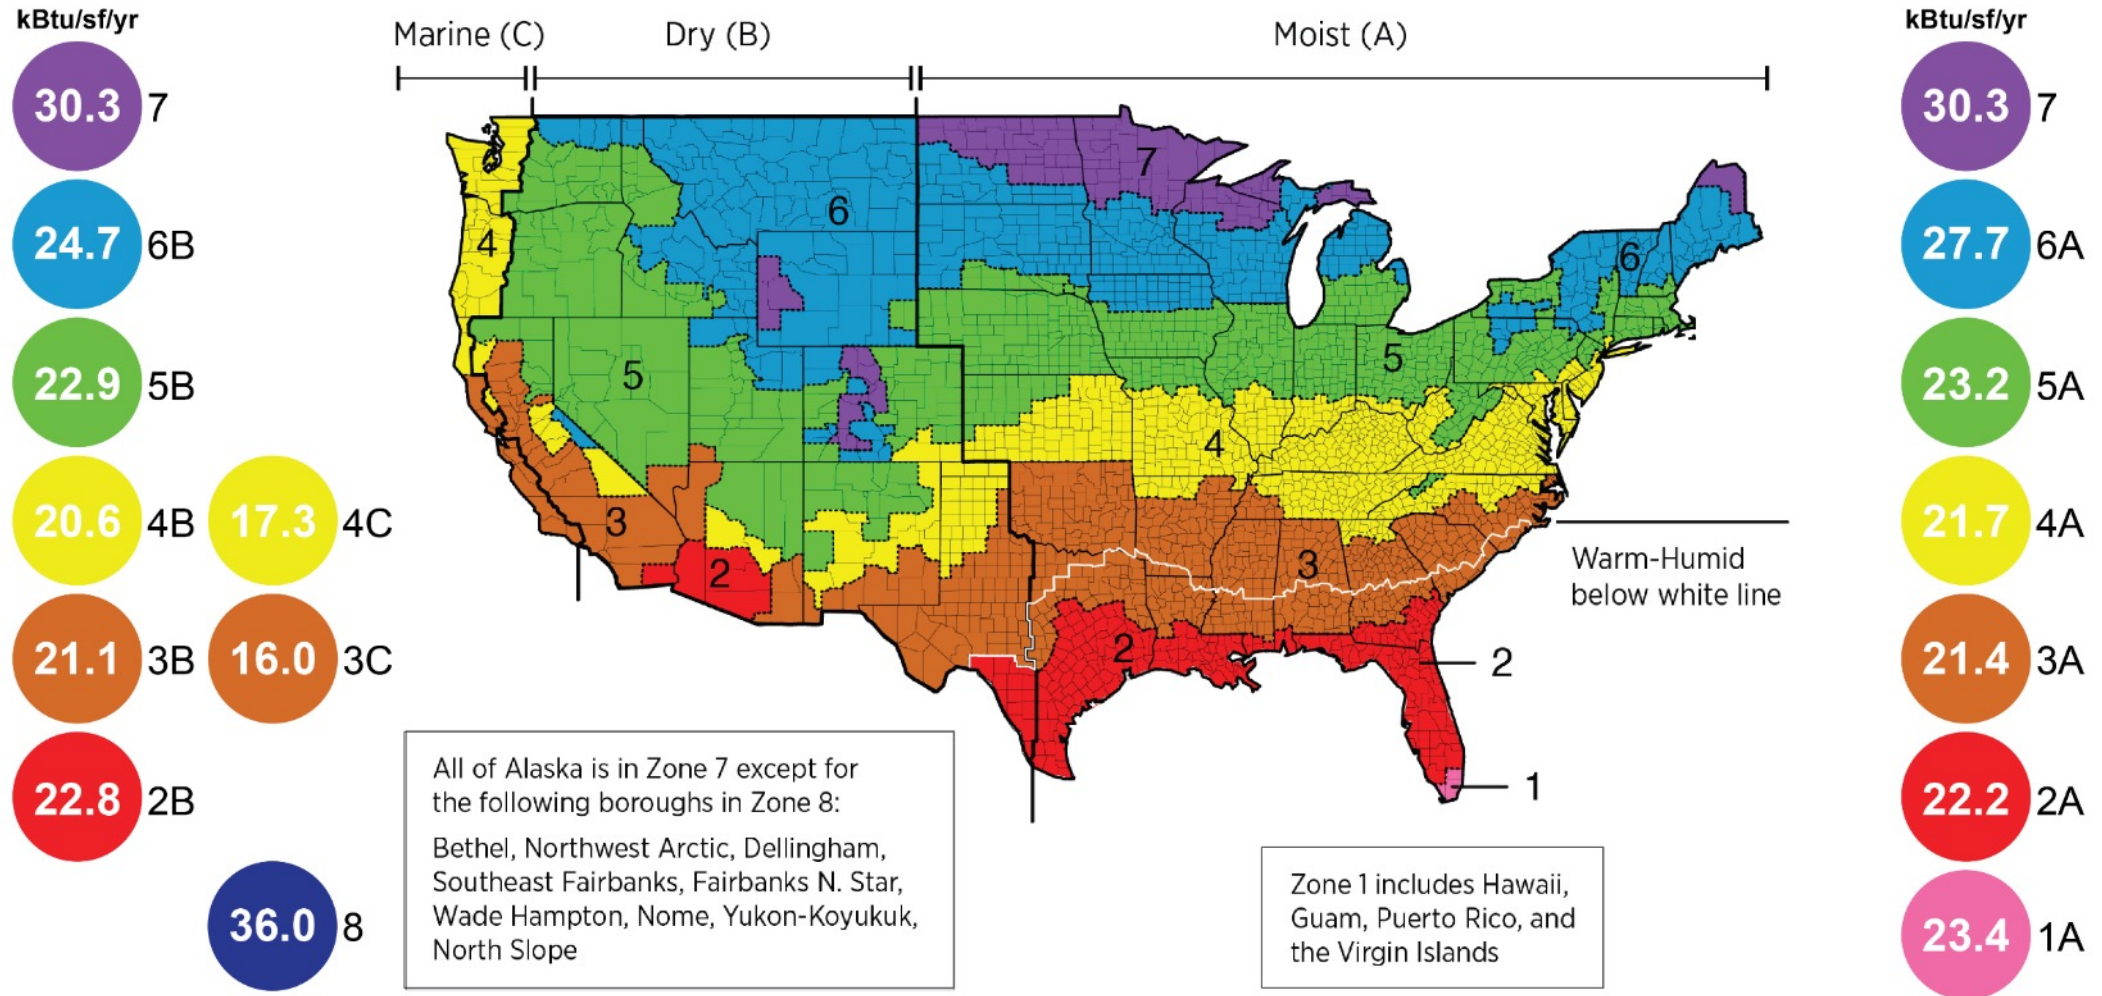 kBtu/sf/yr
30.3 7
24.7 6B
22.9 5B
20.6 4B 17.3 4C
21.1 3B 16.0 3C
22.8 2B
36.0 8
Marine (C) Dry (B) Moist (A)
7
6
6
4
6
5
5
4
3
3
2
2
2
1
Warm-Humid
below white line
All of Alaska is in Zone 7 except for
the following boroughs in Zone 8:
Bethel, Northwest Arctic, Dellingham,
Southeast Fairbanks, Fairbanks N. Star,
Wade Hampton, Nome, Yukon-Koyukuk,
North Slope
Zone 1 includes Hawaii,
Guam, Puerto Rico, and
the Virgin Islands
kBtu/sf/yr
30.3 7
27.7 6A
23.2 5A
21.7 4A
21.4 3A
22.2 2A
23.4 1A